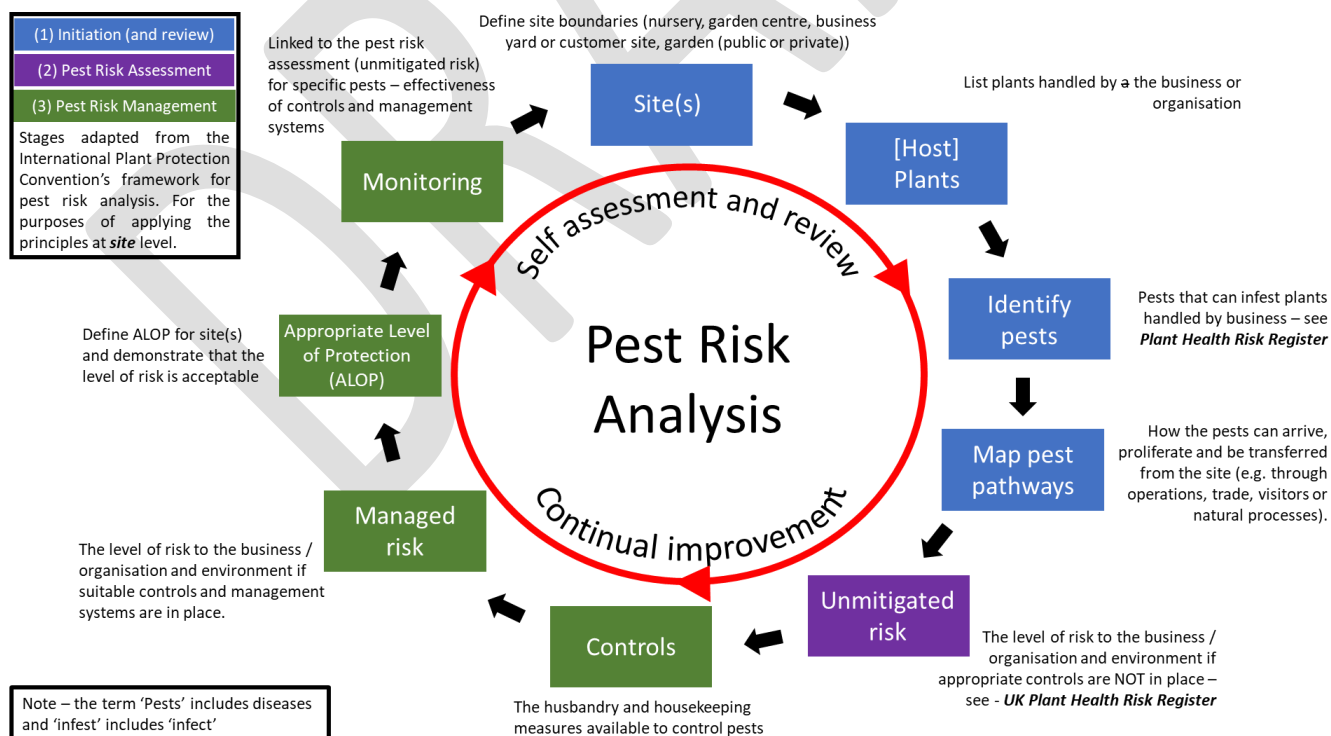 (1) Initiation (and review)
(2) Pest Risk Assessment
(3) Pest Risk Management
Stages adapted from the
International Plant Protection
Convention's framework for
pest risk analysis. For the
purposes of applying the
principles at site level.
Linked to the pest risk
assessment (unmitigated risk)
for specific pests – effectiveness
of controls and management
systems
Define site boundaries (nursery, garden centre, business
yard or customer site, garden (public or private))
Site(s)
List plants handled by a the business or
organisation
[Host]
Plants
Identify
pests
Pests that can infest plants
handled by business – see
Plant Health Risk Register
Map pest
pathways
How the pests can arrive,
proliferate and be transferred
from the site (e.g. through
operations, trade, visitors or
natural processes).
Unmitigated
risk
The level of risk to the business /
organisation and environment if
appropriate controls are NOT in place –
see - UK Plant Health Risk Register
Controls
The husbandry and housekeeping
measures available to control pests
Managed
risk
The level of risk to the business /
organisation and environment if
suitable controls and management
systems are in place.
Appropriate Level
of Protection
(ALOP)
Define ALOP for site(s)
and demonstrate that the
level of risk is acceptable
Monitoring
Self assessment and review
Pest Risk
Analysis
Continual improvement
Note – the term 'Pests' includes diseases
and 'infest' includes 'infect'
DRA